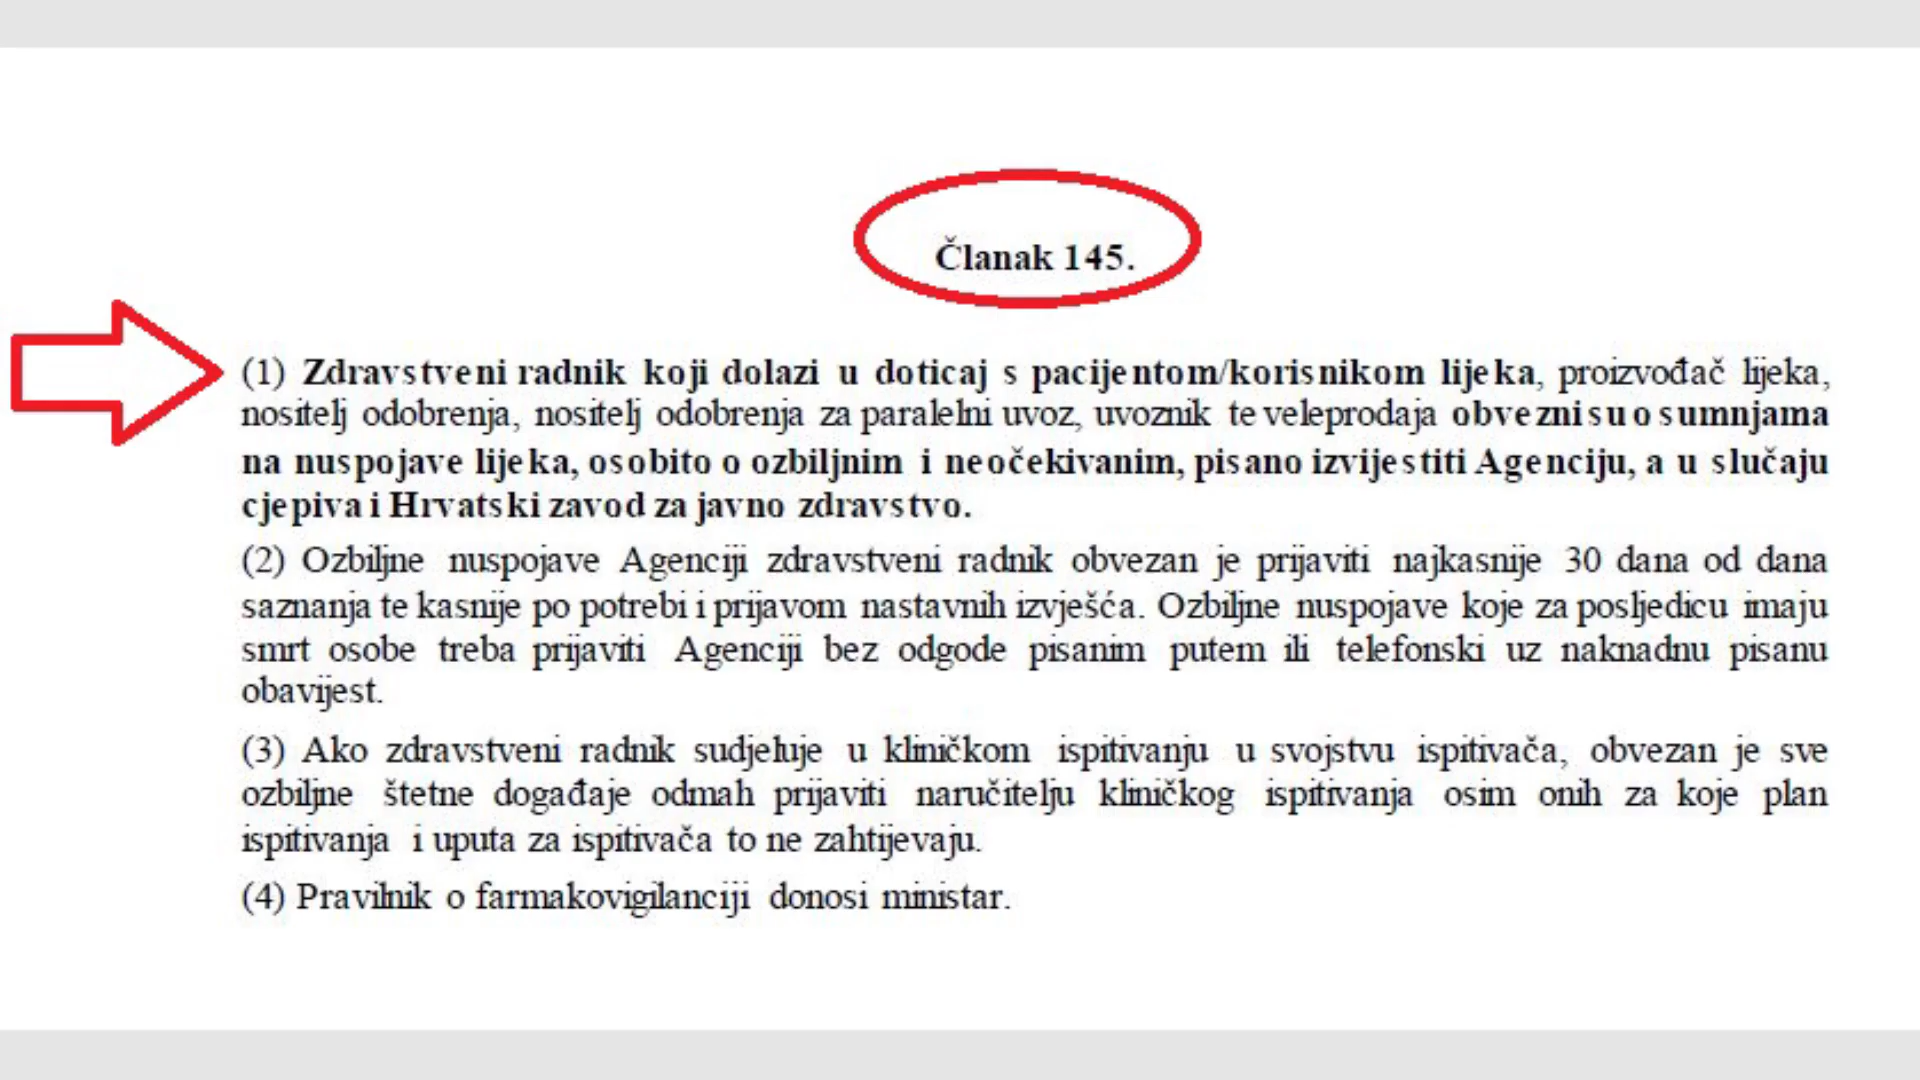 Članak 145.
(1) Zdravstveni radnik koji dolazi u doticaj s pacijentom/korisnikom lijeka, proizvođač lijeka,
nositelj odobrenja, nositelj odobrenja za paralelni uvoz, uvoznik te veleprodaja obvezni su o sumnjama
na nuspojave lijeka, osobito o ozbiljnim i neočekivanim, pisano izvijestiti Agenciju, a u slučaju
cjepiva i Hrvatski zavod za javno zdravstvo.
(2) Ozbiljne nuspojave Agenciji zdravstveni radnik obvezan je prijaviti najkasnije 30 dana od dana
saznanja te kasnije po potrebi i prijavom nastavnih izvješća. Ozbiljne nuspojave koje za posljedicu imaju
smrt osobe treba prijaviti Agenciji bez odgode pisanim putem ili telefonski uz naknadnu pisanu
obavijest.
(3) Ako zdravstveni radnik sudjeluje u kliničkom ispitivanju u svojstvu ispitivača, obvezan je sve
ozbiljne štetne događaje odmah prijaviti naručitelju kliničkog ispitivanja osim onih za koje plan
ispitivanja i uputa za ispitivača to ne zahtijevaju.
(4) Pravilnik o farmakovigilanciji donosi ministar.